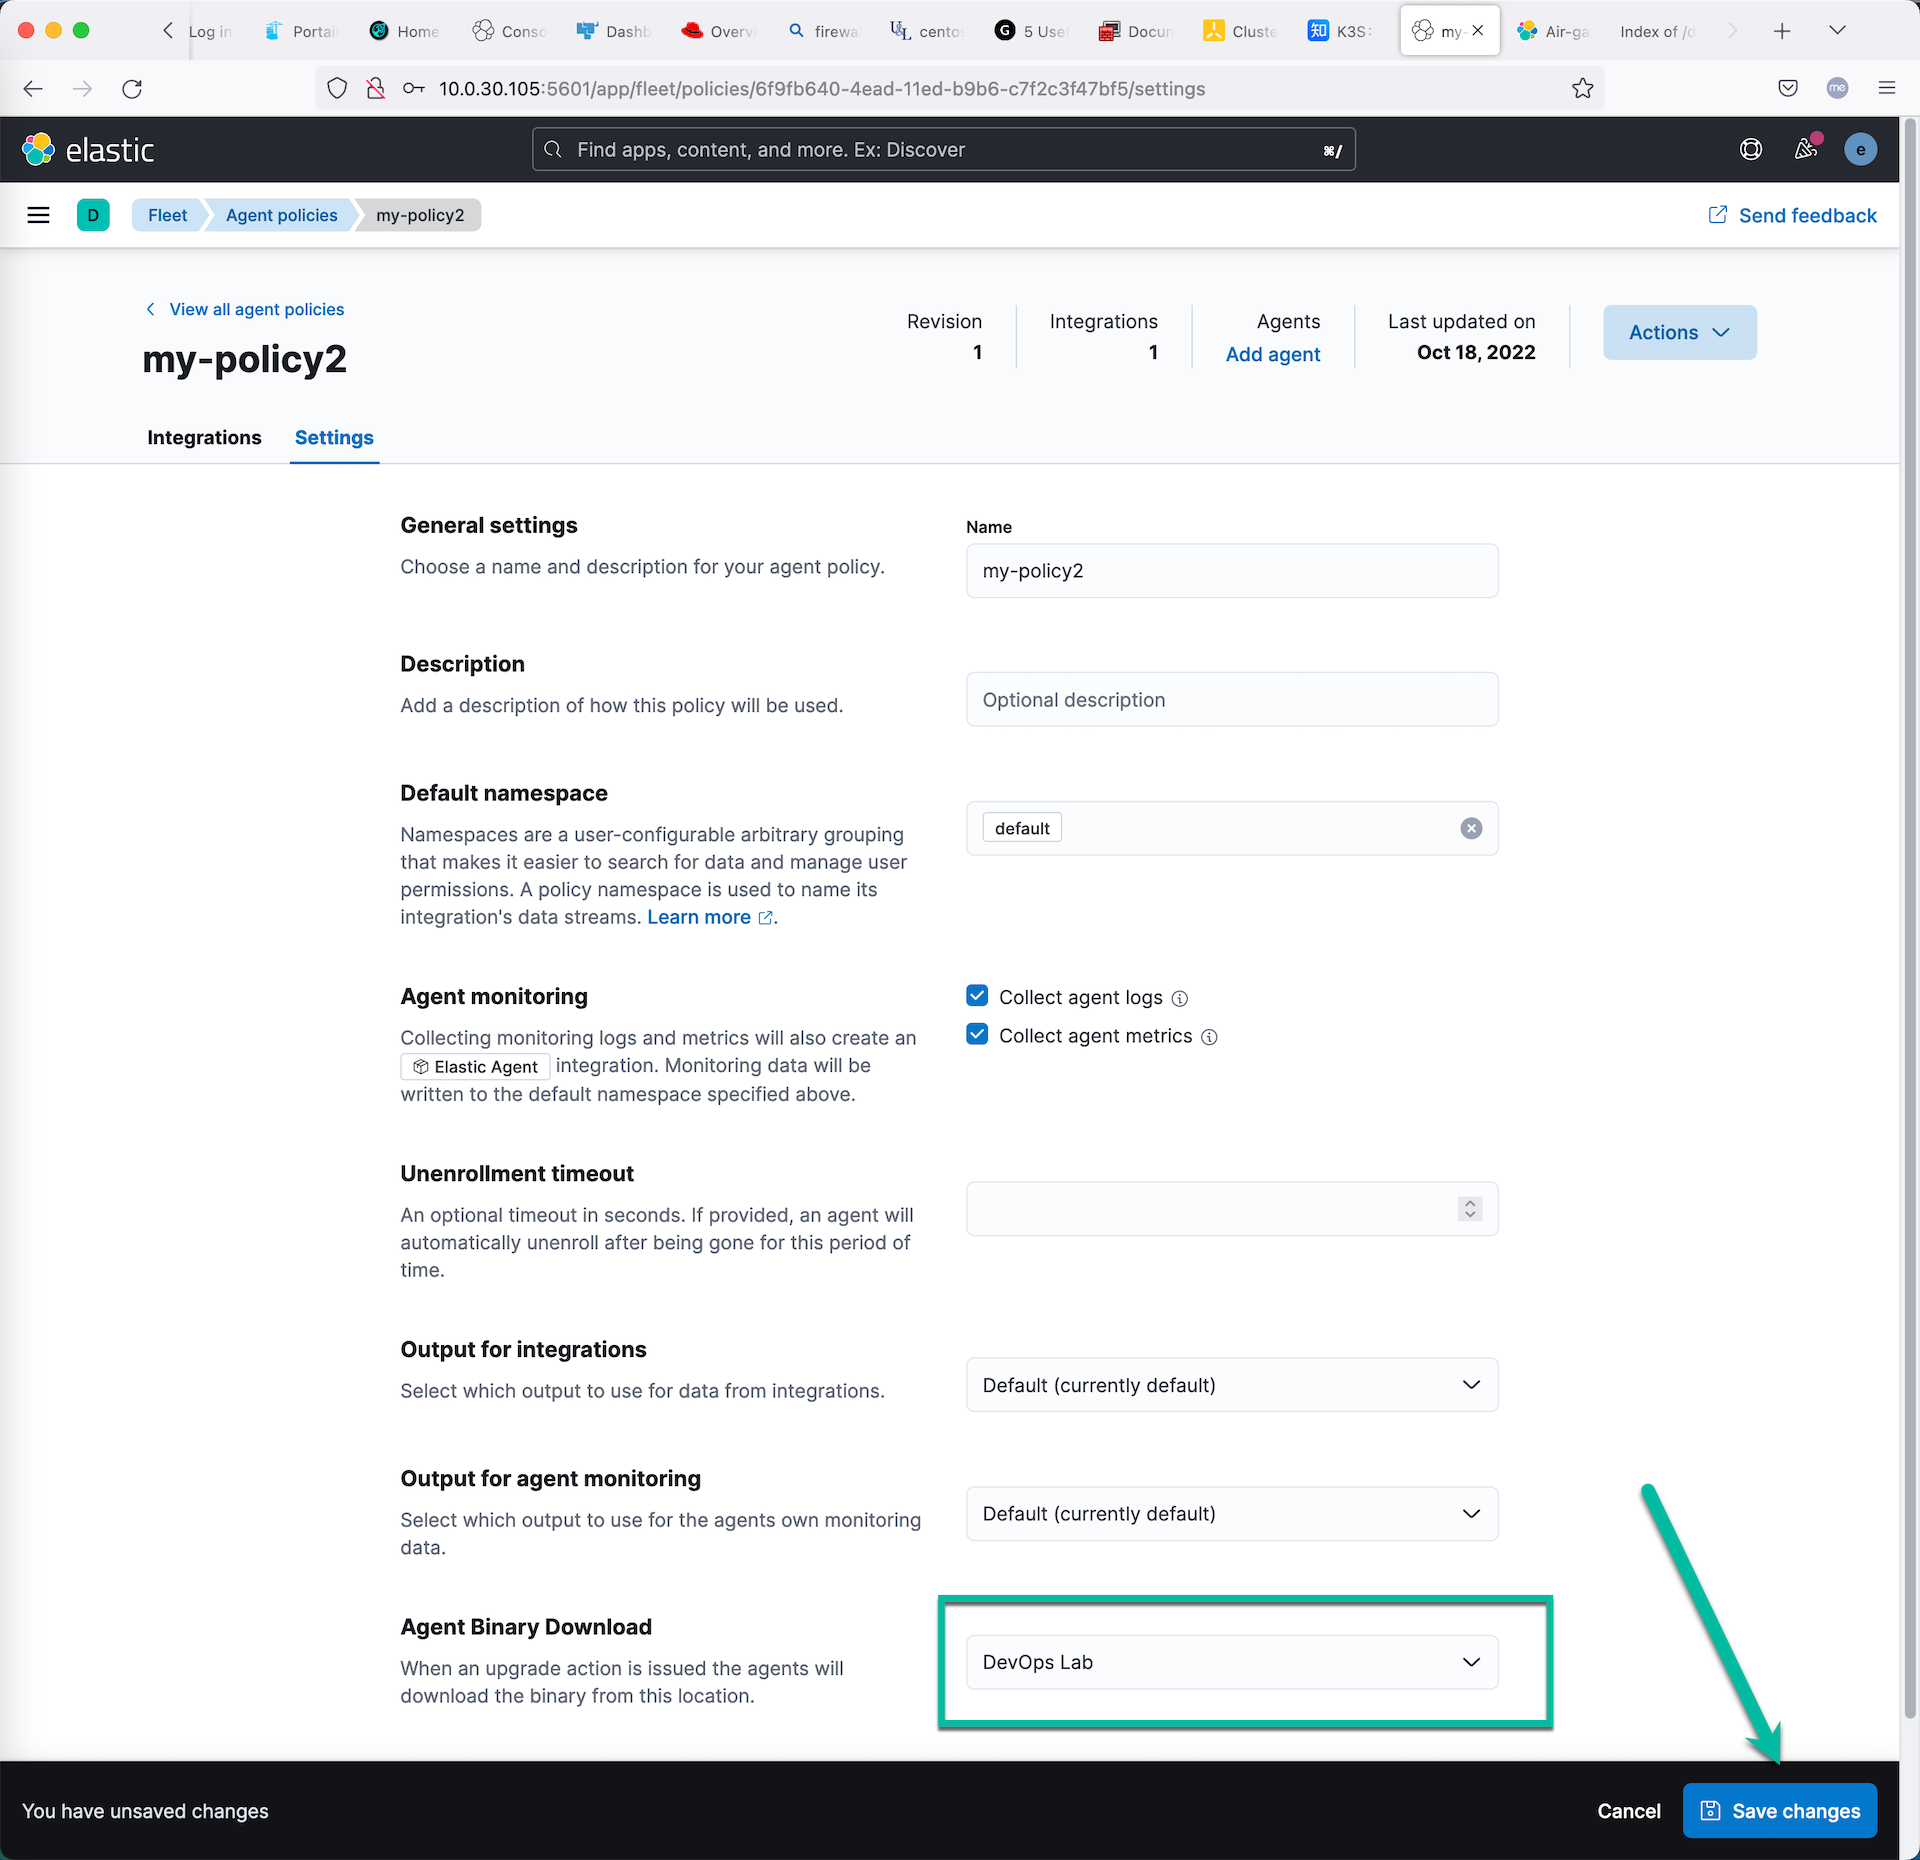 Log in
Portai
Home
Conso
Dashb
Overvi
firewa
centos
5 Usef
Docun
Cluste
知 K3S:
my-
Air-ga
Index of /d
10.0.30.105:5601/app/fleet/policies/6f9fb640-4ead-11ed-b9b6-c7f2c3f47bf5/settings
me
elastic
Find apps, content, and more. Ex: Discover
⌘/
e
D
Fleet
Agent policies
my-policy2
Send feedback
View all agent policies
my-policy2
Revision
1
Integrations
1
Agents
Add agent
Last updated on
Oct 18, 2022
Actions
Integrations
Settings
General settings
Choose a name and description for your agent policy.
Name
my-policy2
Description
Add a description of how this policy will be used.
Optional description
Default namespace
Namespaces are a user-configurable arbitrary grouping
that makes it easier to search for data and manage user
permissions. A policy namespace is used to name its
integration's data streams. Learn more .
default
Agent monitoring
Collecting monitoring logs and metrics will also create an
Elastic Agent integration. Monitoring data will be
written to the default namespace specified above.
Collect agent logs
Collect agent metrics
Unenrollment timeout
An optional timeout in seconds. If provided, an agent will
automatically unenroll after being gone for this period of
time.
Output for integrations
Select which output to use for data from integrations.
Default (currently default)
Output for agent monitoring
Select which output to use for the agents own monitoring
data.
Default (currently default)
Agent Binary Download
When an upgrade action is issued the agents will
download the binary from this location.
DevOps Lab
You have unsaved changes
Cancel
Save changes